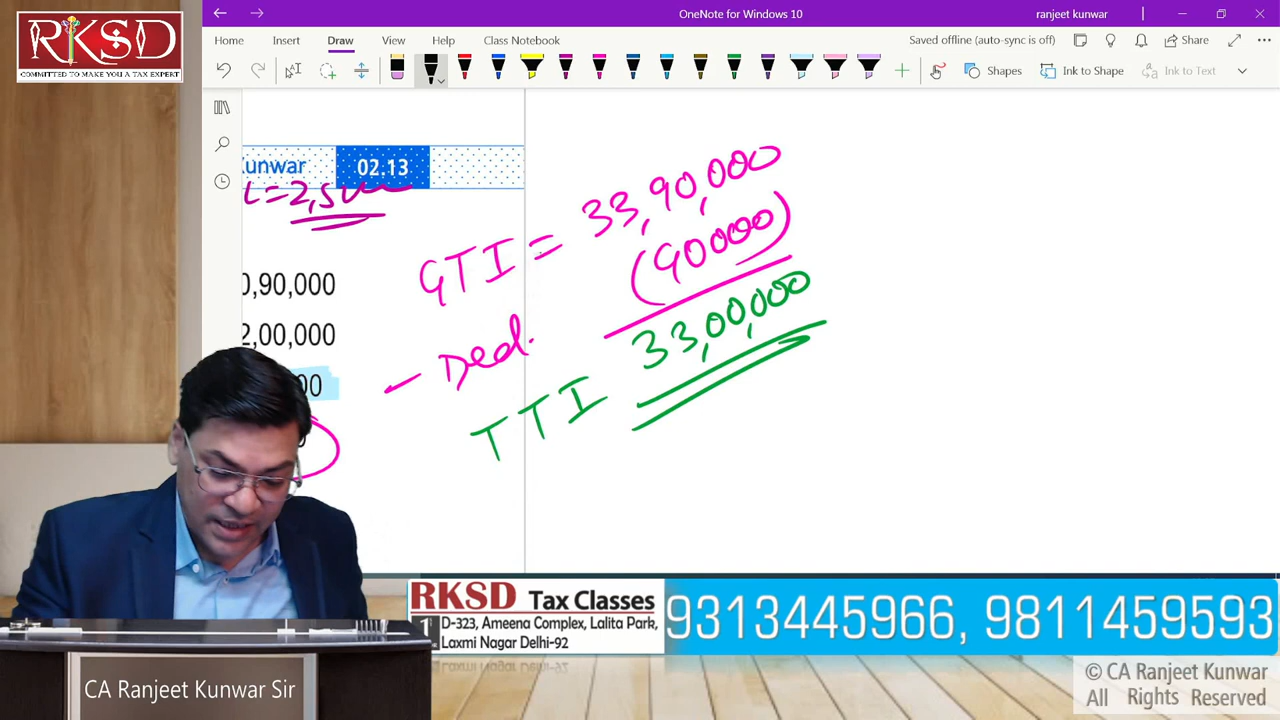 RKSD
COMMITTED TO MAKE YOU A TAX EXPERT
OneNote for Windows 10
ranjeet kunwar
Home Insert Draw View Help Class Notebook
Saved offline (auto-sync is off)
Share
Shapes Ink to Shape Ink to Text
Kunwar 02.13
= 2,5
0,90,000
2,00,000
00
GTI = 33,90,000
- Ded. (90000)
TTI 33,00,000
RKSD Tax Classes
D-323, Ameena Complex, Lalita Park,
Laxmi Nagar Delhi-92
9313445966, 9811459593
CA Ranjeet Kunwar Sir
© CA Ranjeet Kunwar
All Rights Reserved